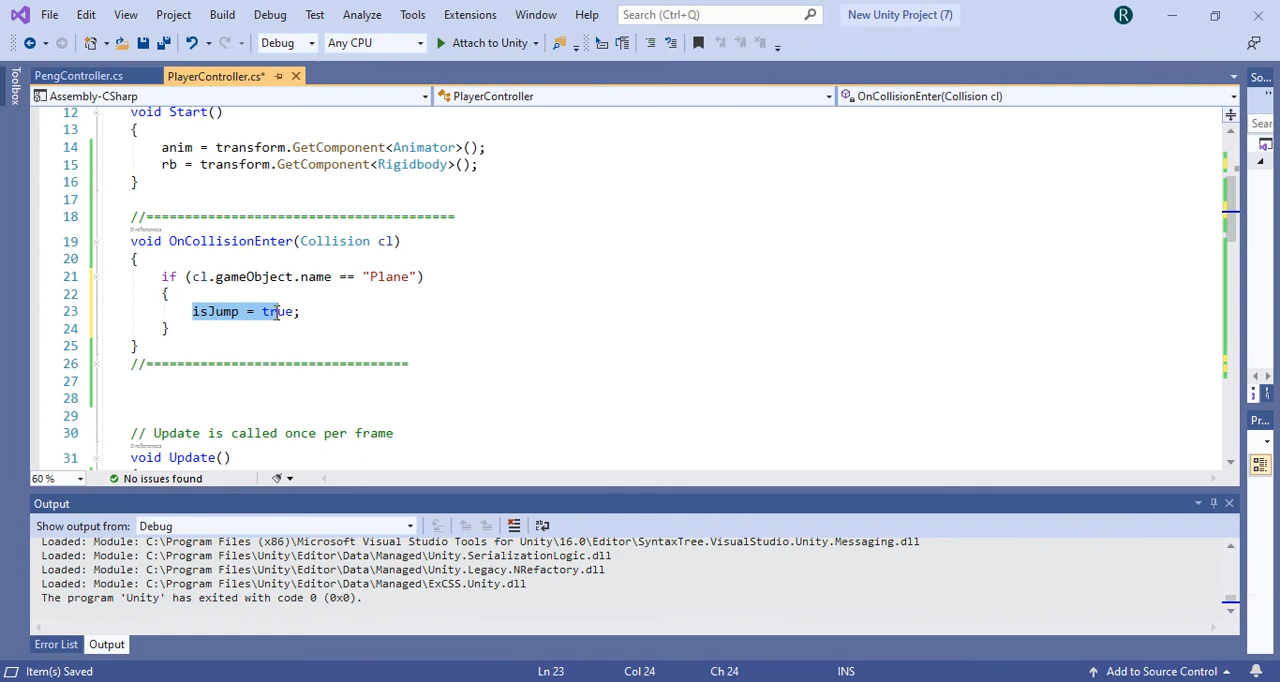 File Edit View Project Build Debug Test Analyze Tools Extensions Window Help Search (Ctrl+Q) New Unity Project (7) R
Debug Any CPU Attach to Unity
Toolbox
PengController.cs PlayerController.cs* So...
Assembly-CSharp PlayerController OnCollisionEnter(Collision cl)
12 void Start() Sear
13 {
14 anim = transform.GetComponent<Animator>();
15 rb = transform.GetComponent<Rigidbody>();
16 }
17
18 //========================================
0 references
19 void OnCollisionEnter(Collision cl)
20 {
21 if (cl.gameObject.name == "Plane")
22 {
23 isJump = true;
24 }
25 }
26 //==================================
27
28
29
30 // Update is called once per frame
0 references
31 void Update()
Pr...
60 % No issues found
Output
Show output from: Debug
Loaded: Module: C:\Program Files (x86)\Microsoft Visual Studio Tools for Unity\16.0\Editor\SyntaxTree.VisualStudio.Unity.Messaging.dll
Loaded: Module: C:\Program Files\Unity\Editor\Data\Managed\Unity.SerializationLogic.dll
Loaded: Module: C:\Program Files\Unity\Editor\Data\Managed\Unity.Legacy.NRefactory.dll
Loaded: Module: C:\Program Files\Unity\Editor\Data\Managed\ExCSS.Unity.dll
The program 'Unity' has exited with code 0 (0x0).
Error List Output
Item(s) Saved Ln 23 Col 24 Ch 24 INS Add to Source Control